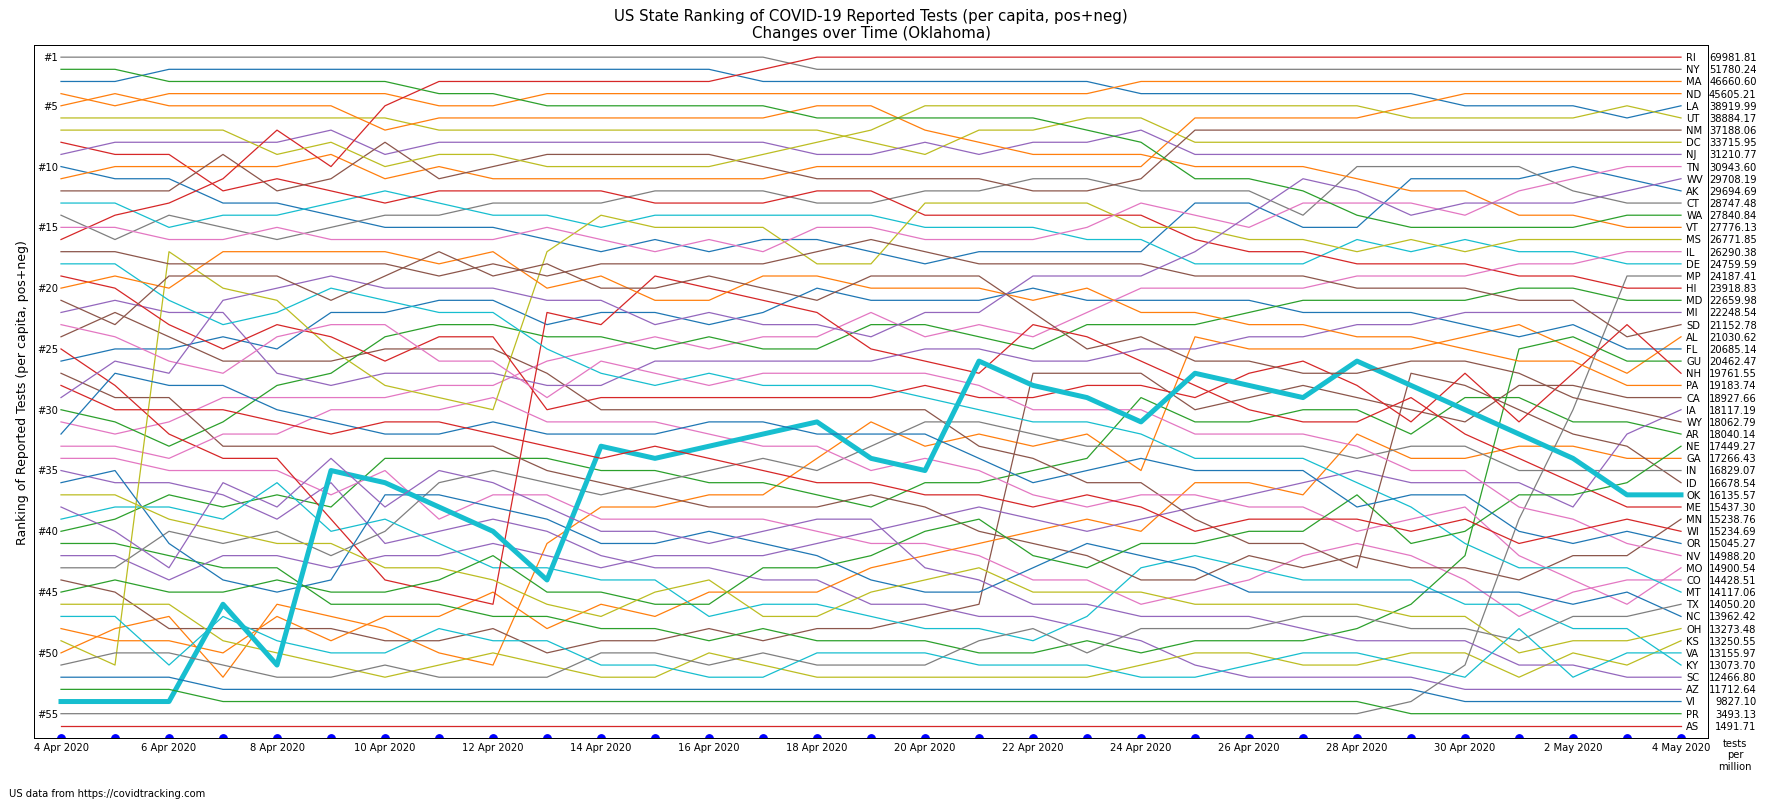 US State Ranking of COVID-19 Reported Tests (per capita, pos+neg)
Changes over Time (Oklahoma)
Ranking of Reported Tests (per capita, pos+neg)
#1
#5
#10
#15
#20
#25
#30
#35
#40
#45
#50
#55
RI 69981.81
NY 51780.24
MA 46660.60
ND 45605.21
LA 38919.99
UT 38884.17
NM 37188.06
DC 33715.95
NJ 31210.77
TN 30943.60
WV 29708.19
AK 29694.69
CT 28747.48
WA 27840.84
VT 27776.13
MS 26771.85
IL 26290.38
DE 24759.59
MP 24187.41
HI 23918.83
MD 22659.98
MI 22248.54
SD 21152.78
AL 21030.62
FL 20685.14
GU 20462.47
NH 19761.55
PA 19183.74
CA 18927.66
IA 18117.19
WY 18062.79
AR 18040.14
NE 17449.27
GA 17266.43
IN 16829.07
ID 16678.54
OK 16135.57
ME 15437.30
MN 15238.76
WI 15234.69
OR 15045.27
NV 14988.20
MO 14900.54
CO 14428.51
MT 14117.06
TX 14050.20
NC 13962.42
OH 13273.48
KS 13250.55
VA 13155.97
KY 13073.70
SC 12466.80
AZ 11712.64
VI 9827.10
PR 3493.13
AS 1491.71
4 Apr 2020 6 Apr 2020 8 Apr 2020 10 Apr 2020 12 Apr 2020 14 Apr 2020 16 Apr 2020 18 Apr 2020 20 Apr 2020 22 Apr 2020 24 Apr 2020 26 Apr 2020 28 Apr 2020 30 Apr 2020 2 May 2020 4 May 2020
tests
per
million
US data from https://covidtracking.com